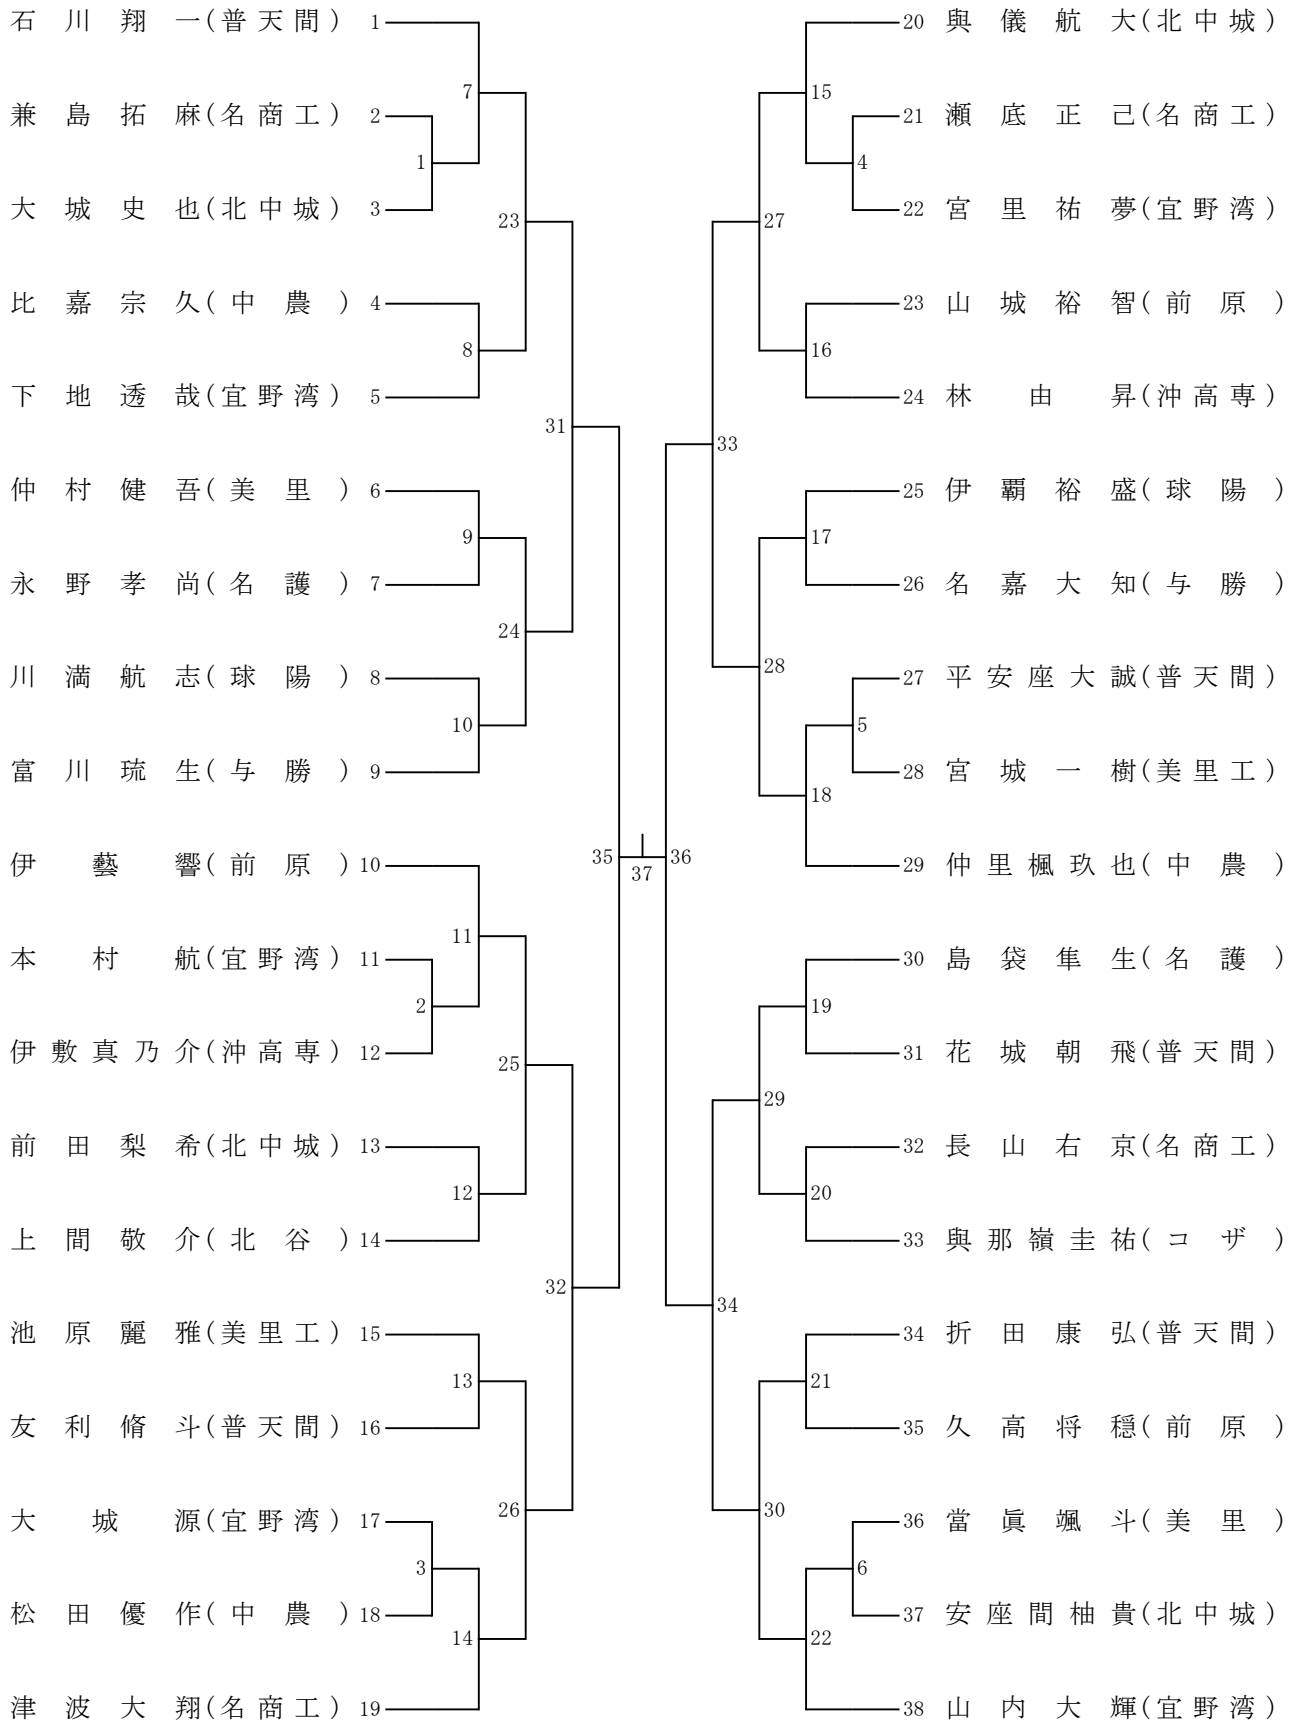 石川翔一(普天間) 1
兼島拓麻(名商工) 2
大城史也(北中城) 3
比嘉宗久(中農) 4
下地透哉(宜野湾) 5
仲村健吾(美里) 6
永野孝尚(名護) 7
川満航志(球陽) 8
富川琉生(与勝) 9
伊藝響(前原) 10
本村航(宜野湾) 11
伊敷真乃介(沖高専) 12
前田梨希(北中城) 13
上間敬介(北谷) 14
池原麗雅(美里工) 15
友利脩斗(普天間) 16
大城源(宜野湾) 17
松田優作(中農) 18
津波大翔(名商工) 19
1
2
3
7
8
9
10
11
12
13
14
23
24
25
26
31
32
35
37
36
33
34
27
28
29
30
15
16
17
18
19
20
21
22
4
5
6
20 與儀航大(北中城)
21 瀬底正己(名商工)
22 宮里祐夢(宜野湾)
23 山城裕智(前原)
24 林由昇(沖高専)
25 伊覇裕盛(球陽)
26 名嘉大知(与勝)
27 平安座大誠(普天間)
28 宮城一樹(美里工)
29 仲里楓玖也(中農)
30 島袋隼生(名護)
31 花城朝飛(普天間)
32 長山右京(名商工)
33 與那嶺圭祐(コザ)
34 折田康弘(普天間)
35 久高将穏(前原)
36 當眞颯斗(美里)
37 安座間柚貴(北中城)
38 山内大輝(宜野湾)